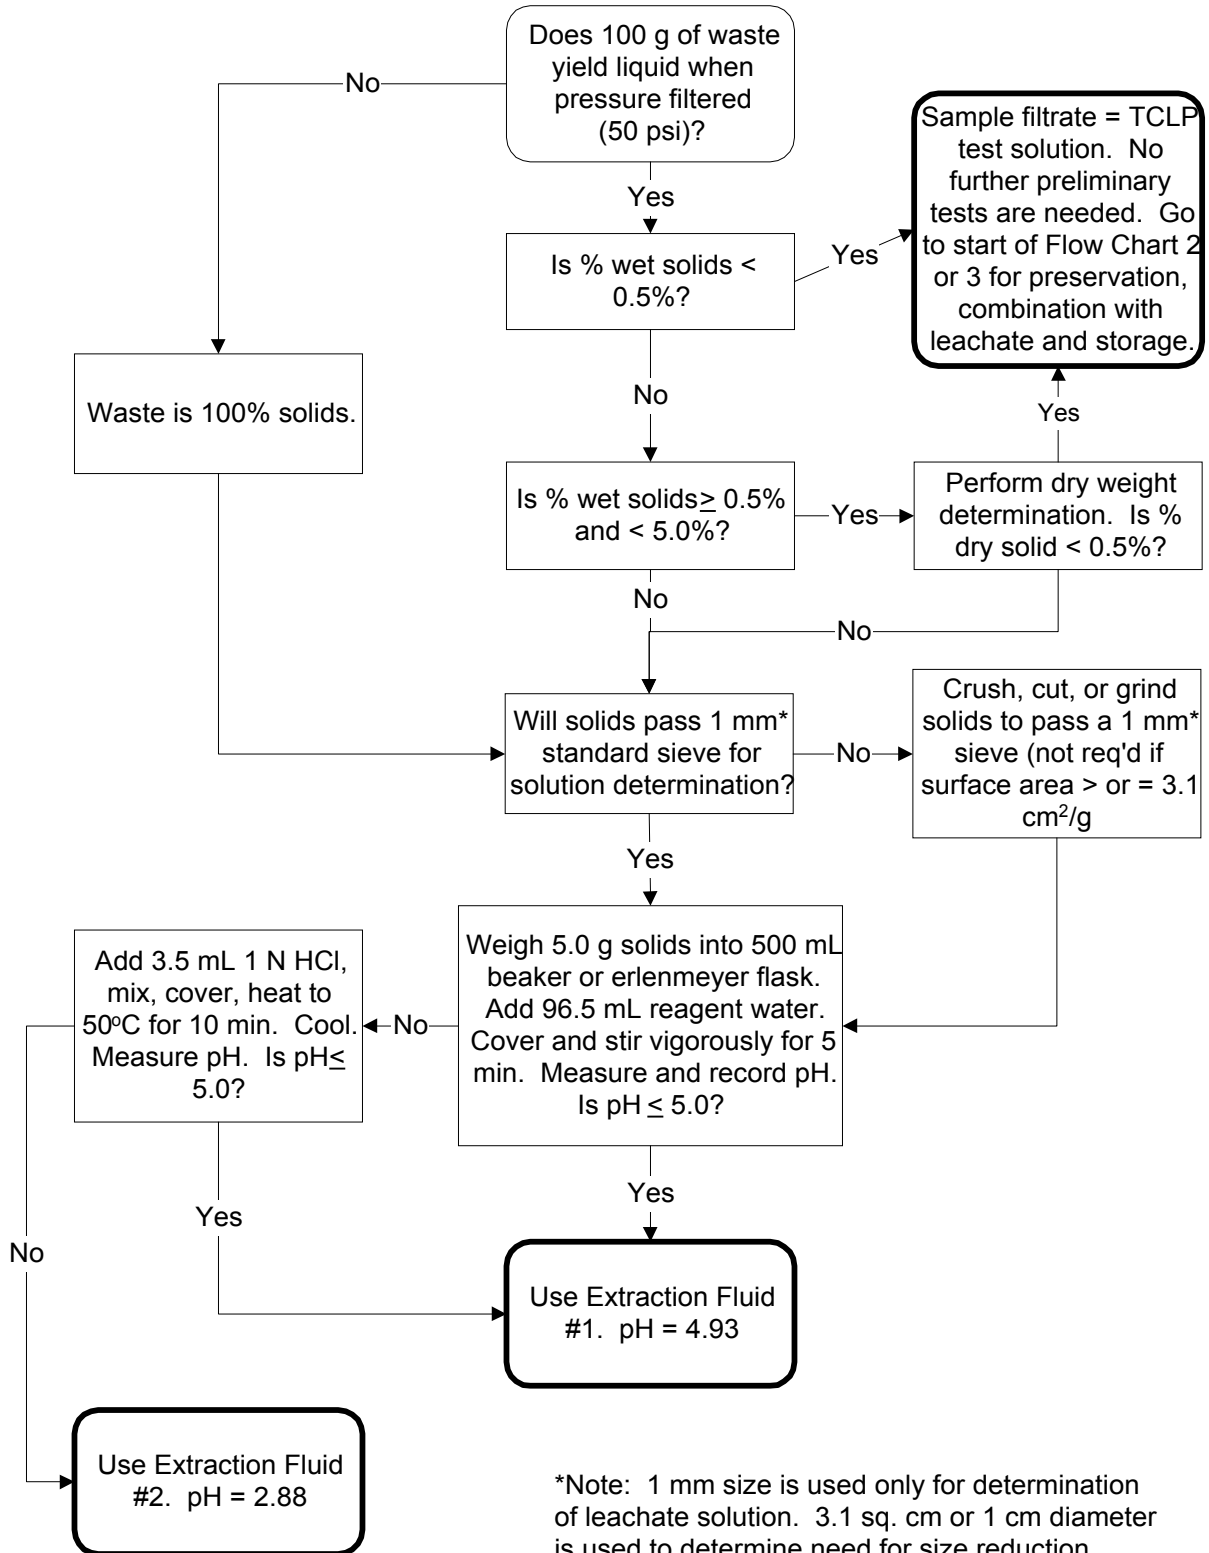 Does 100 g of waste
yield liquid when
pressure filtered
(50 psi)?
No
Yes
Sample filtrate = TCLP
test solution. No
further preliminary
tests are needed. Go
to start of Flow Chart 2
or 3 for preservation,
combination with
leachate and storage.
Is % wet solids <
0.5%?
Yes
No
Waste is 100% solids.
Yes
Is % wet solids ≥ 0.5%
and < 5.0%?
Yes
Perform dry weight
determination. Is %
dry solid < 0.5%?
No
No
Will solids pass 1 mm*
standard sieve for
solution determination?
No
Crush, cut, or grind
solids to pass a 1 mm*
sieve (not req'd if
surface area > or = 3.1
cm²/g
Yes
Weigh 5.0 g solids into 500 mL
beaker or erlenmeyer flask.
Add 96.5 mL reagent water.
Cover and stir vigorously for 5
min. Measure and record pH.
Is pH ≤ 5.0?
No
Add 3.5 mL 1 N HCl,
mix, cover, heat to
50ºC for 10 min. Cool.
Measure pH. Is pH ≤
5.0?
Yes
Yes
No
Use Extraction Fluid
#1. pH = 4.93
Use Extraction Fluid
#2. pH = 2.88
*Note: 1 mm size is used only for determination
of leachate solution. 3.1 sq. cm or 1 cm diameter
is used to determine need for size reduction